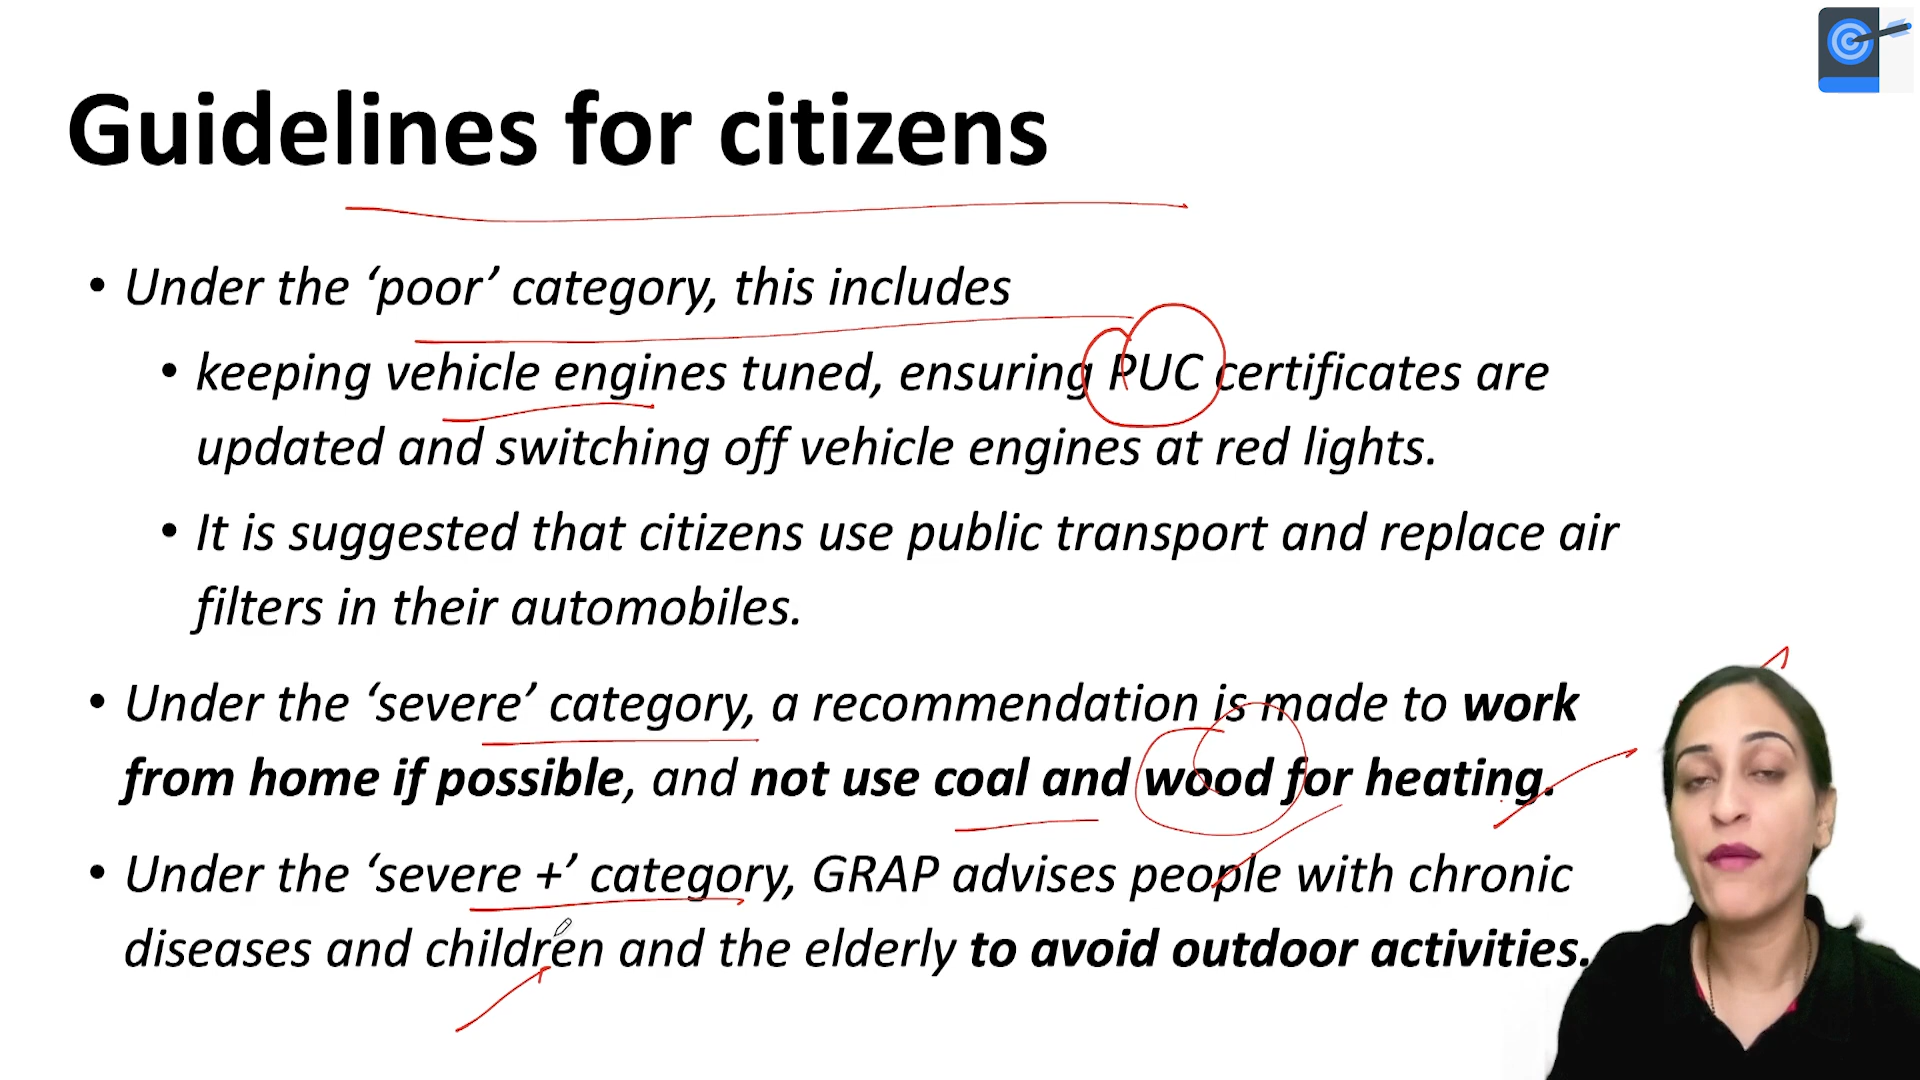 Guidelines for citizens
• Under the ‘poor’ category, this includes
• keeping vehicle engines tuned, ensuring PUC certificates are
updated and switching off vehicle engines at red lights.
• It is suggested that citizens use public transport and replace air
filters in their automobiles.
• Under the ‘severe’ category, a recommendation is made to work
from home if possible, and not use coal and wood for heating.
• Under the ‘severe +’ category, GRAP advises people with chronic
diseases and children and the elderly to avoid outdoor activities.